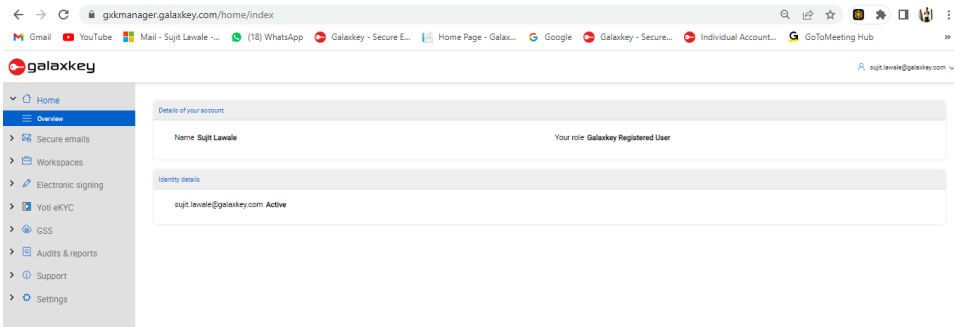 gxkmanager.galaxkey.com/home/index
Gmail YouTube Mail - Sujit Lawale -... (18) WhatsApp Galaxkey - Secure E... Home Page - Galax... Google Galaxkey - Secure... Individual Account... GoToMeeting Hub »
galaxkey
sujit.lawale@galaxkey.com
Home
Overview
Secure emails
Workspaces
Electronic signing
Yoti eKYC
GSS
Audits & reports
Support
Settings
Details of your account
Name Sujit Lawale Your role Galaxkey Registered User
Identity details
sujit.lawale@galaxkey.com Active